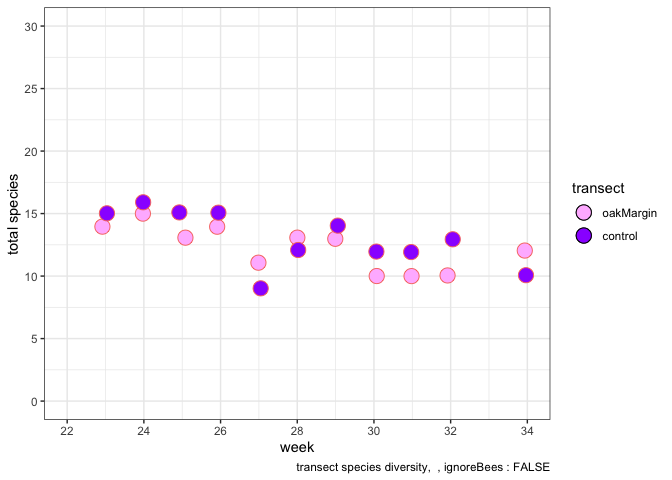 30
25
20
15
10
5
0
total species
22
24
26
28
30
32
34
week
transect
oakMargin
control
transect species diversity,  , ignoreBees : FALSE